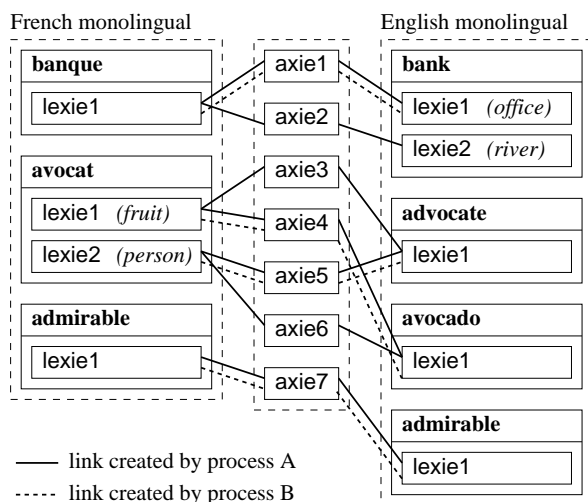 French monolingual
English monolingual
banque
lexie1
avocat
lexie1 (fruit)
lexie2 (person)
admirable
lexie1
axie1
axie2
axie3
axie4
axie5
axie6
axie7
bank
lexie1 (office)
lexie2 (river)
advocate
lexie1
avocado
lexie1
admirable
lexie1
link created by process A
link created by process B